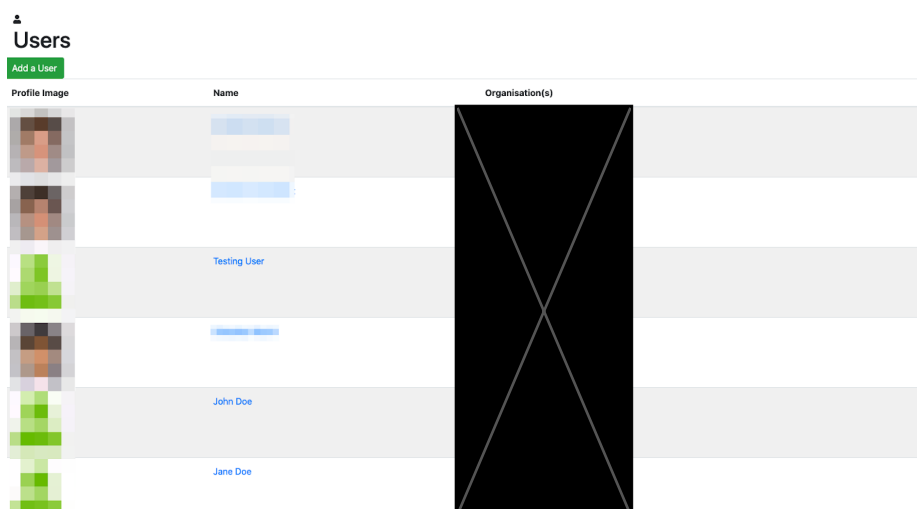 Users
Add a User
Profile Image Name Organisation(s)
Testing User
John Doe
Jane Doe